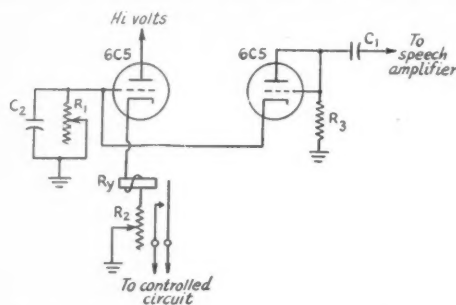 Hi volts
6C5
6C5
C1
To
speech
amplifier
C2
R1
R3
Ry
R2
To controlled
circuit